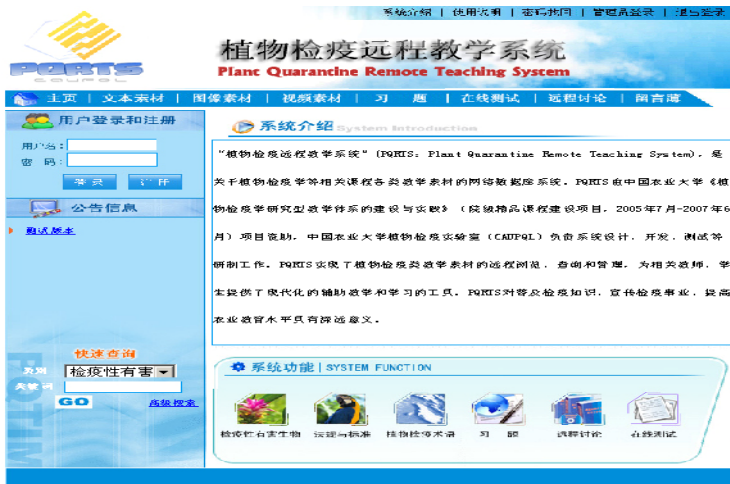 系统介绍 | 使用说明 | 密码找回 | 管理员登录 | 退出登录
PQRTS
植物检疫远程教学系统
Plant Quarantine Remote Teaching System
主页 | 文本素材 | 图像素材 | 视频素材 | 习 题 | 在线测试 | 远程讨论 | 留言薄
用户登录和注册
用户名:
密 码:
登 录 注 册
公告信息
测试版本
快速查询
类别 检疫性有害
关键词
GO 高级搜索
系统介绍 System Introduction
“植物检疫远程教学系统”(PQRTS: Plant Quarantine Remote Teaching System),是
关于植物检疫学等相关课程各类教学素材的网络数据库系统。PQRTS由中国农业大学《植
物检疫学研究型教学体系的建设与实践》(院级精品课程建设项目,2005年7月-2007年6
月)项目资助,中国农业大学植物检疫实验室(CAUPQL)负责系统设计、开发、测试等
研制工作。PQRTS实现了植物检疫类教学素材的远程浏览、查询和管理,为相关教师、学
生提供了现代化的辅助教学和学习的工具。PQRTS对普及检疫知识、宣传检疫事业、提高
农业教育水平具有深远意义。
系统功能 | SYSTEM FUNCTION
检疫性有害生物 法规与标准 植物检疫术语 习 题 远程讨论 在线测试